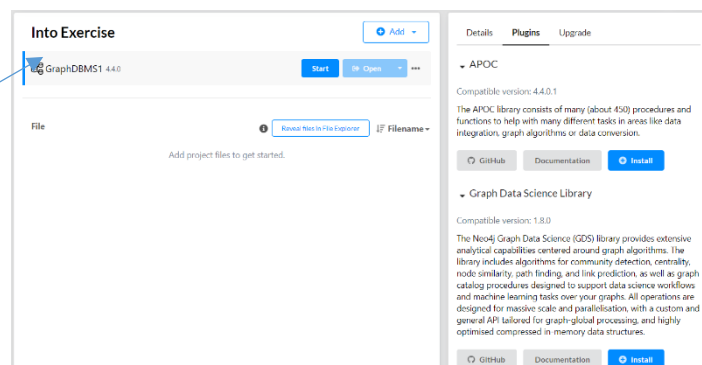 Into Exercise
Add
GraphDBMS1 4.4.0
Start
Open
File
Reveal files in File Explorer
Filename
Add project files to get started.
Details Plugins Upgrade
APOC
Compatible version: 4.4.0.1
The APOC library consists of many (about 450) procedures and
functions to help with many different tasks in areas like data
integration, graph algorithms or data conversion.
GitHub Documentation Install
Graph Data Science Library
Compatible version: 1.8.0
The Neo4j Graph Data Science (GDS) library provides extensive
analytical capabilities centered around graph algorithms. The
library includes algorithms for community detection, centrality,
node similarity, path finding, and link prediction, as well as graph
catalog procedures designed to support data science workflows
and machine learning tasks over your graphs. All operations are
designed for massive scale and parallelisation, with a custom and
general API tailored for graph-global processing, and highly
optimised compressed in-memory data structures.
GitHub Documentation Install